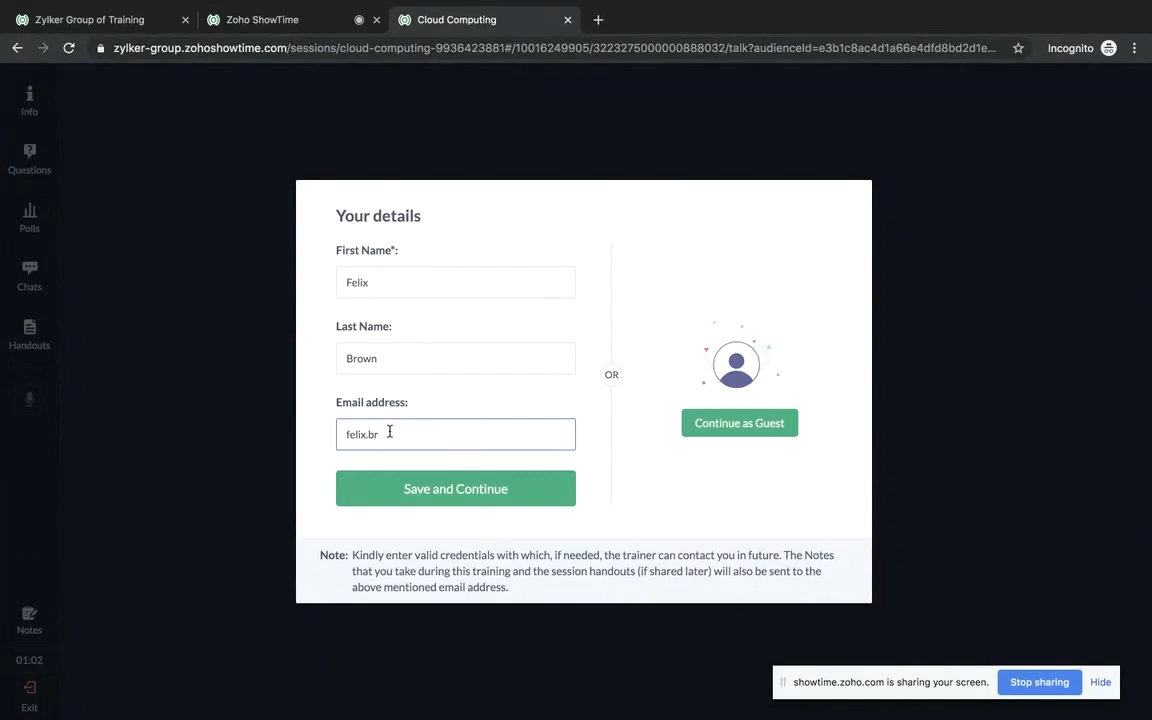 Zylker Group of Training
Zoho ShowTime
Cloud Computing
zylker-group.zohoshowtime.com/sessions/cloud-computing-9936423881#/10016249905/3223275000000888032/talk?audienceId=e3b1c8ac4d1a66e4dfd8bd2d1e...
Incognito
Info
Questions
Polls
Chats
Handouts
Your details
First Name*:
Felix
Last Name:
Brown
Email address:
felix.br
Save and Continue
OR
Continue as Guest
Note: Kindly enter valid credentials with which, if needed, the trainer can contact you in future. The Notes
that you take during this training and the session handouts (if shared later) will also be sent to the
above mentioned email address.
Notes
01:02
Exit
showtime.zoho.com is sharing your screen.
Stop sharing
Hide